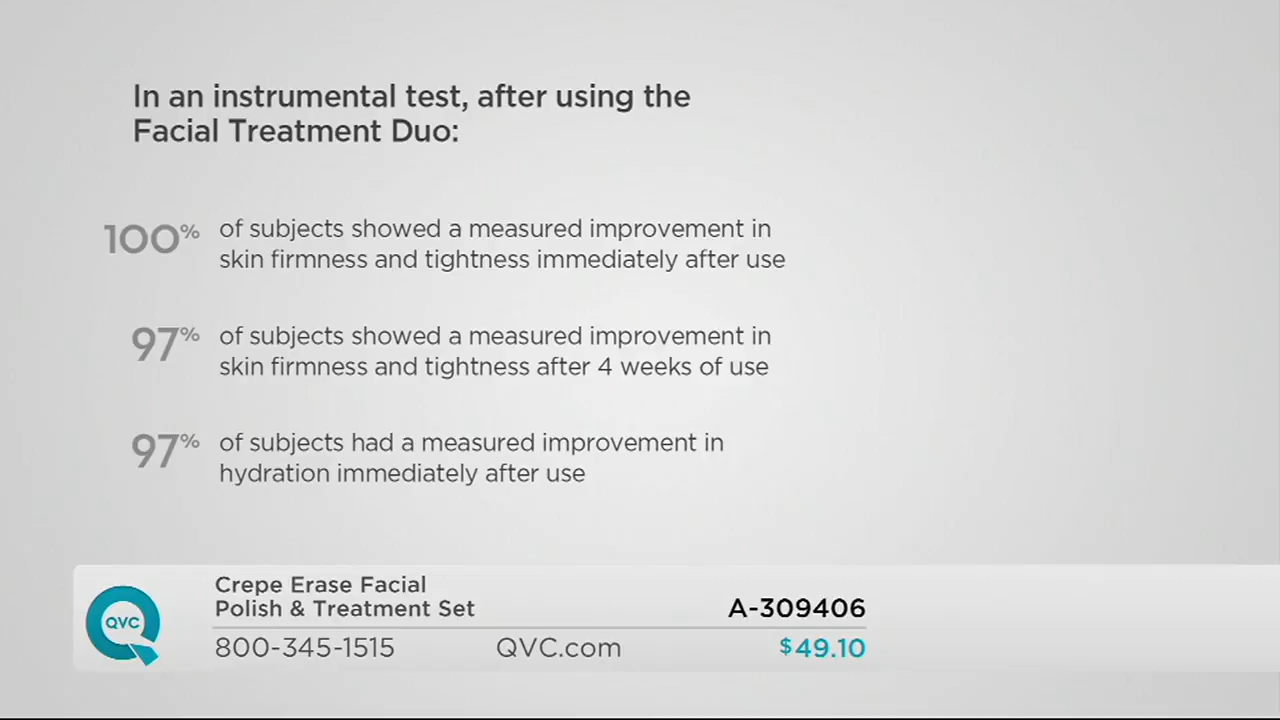 In an instrumental test, after using the
Facial Treatment Duo:
100% of subjects showed a measured improvement in
skin firmness and tightness immediately after use
97% of subjects showed a measured improvement in
skin firmness and tightness after 4 weeks of use
97% of subjects had a measured improvement in
hydration immediately after use
QVC
Crepe Erase Facial
Polish & Treatment Set
A-309406
800-345-1515
QVC.com
$49.10